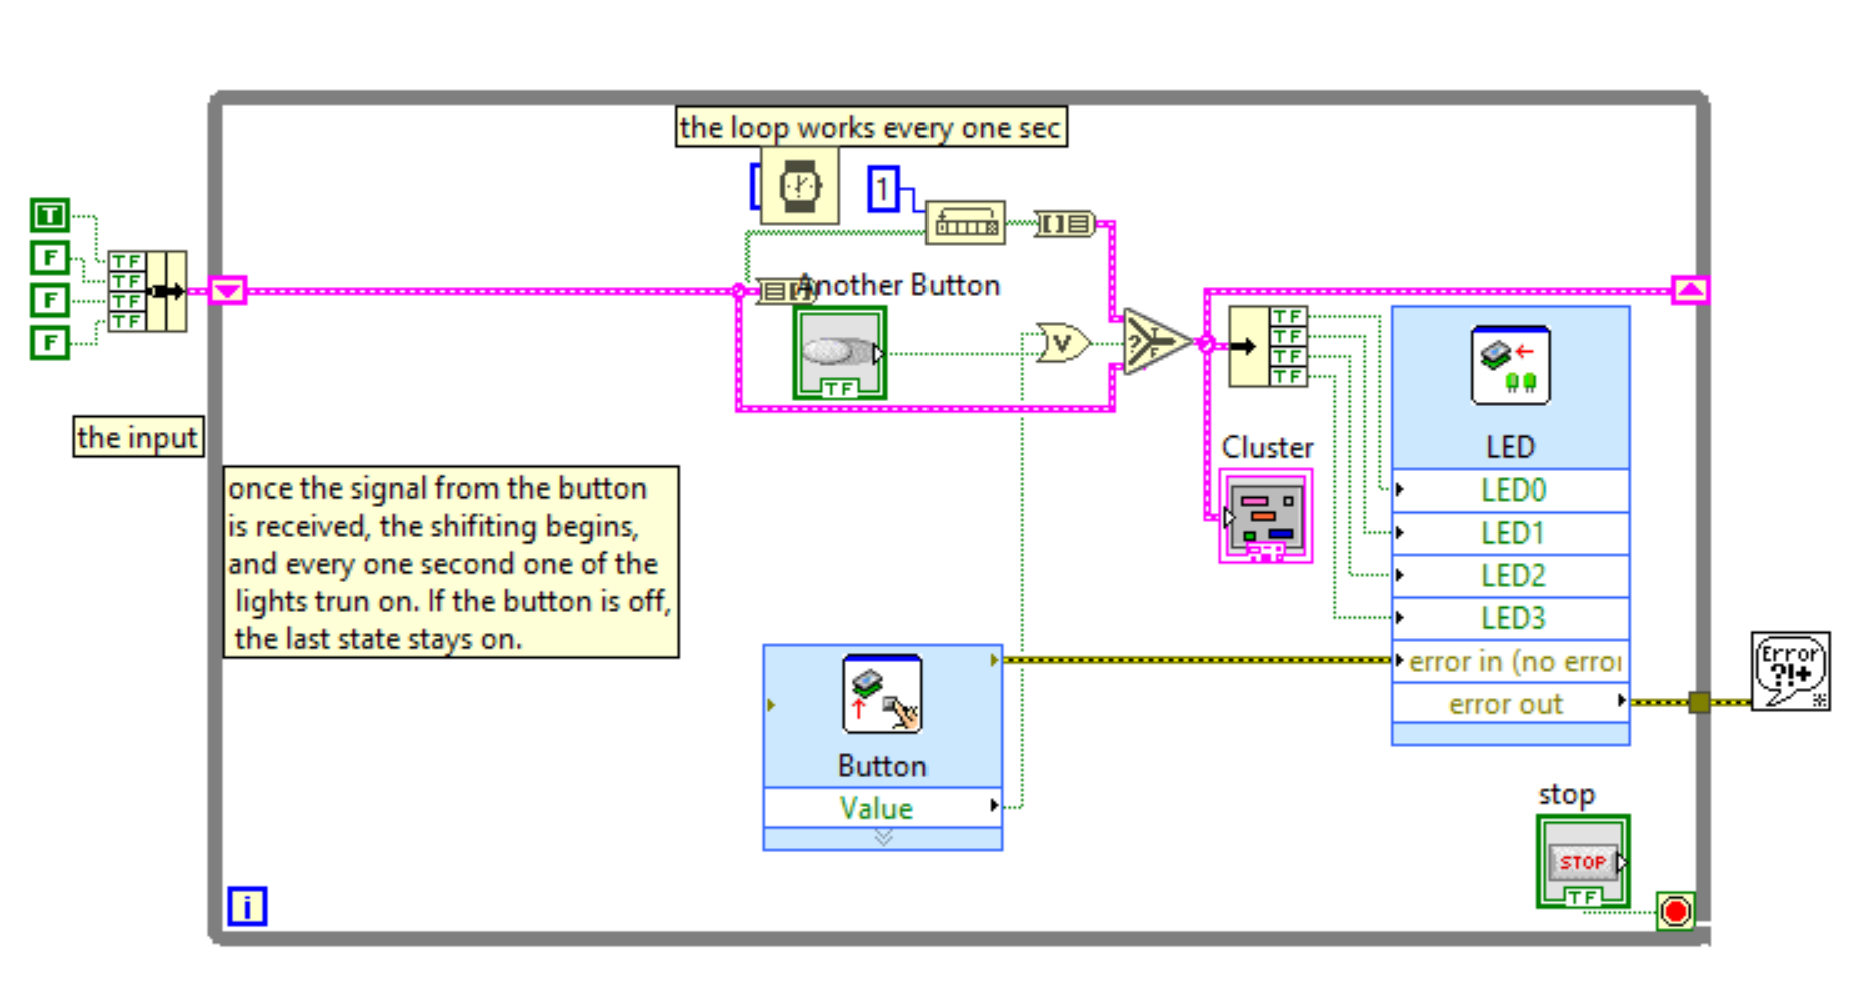 the loop works every one sec
1
T
F
F
F
TF
TF
TF
TF
Another Button
TF
V
?
T
F
TF
TF
TF
TF
the input
Cluster
LED
LED0
LED1
LED2
LED3
error in (no error
error out
Error
?!+
once the signal from the button
is received, the shifiting begins,
and every one second one of the
lights trun on. If the button is off,
the last state stays on.
Button
Value
stop
STOP
TF
i